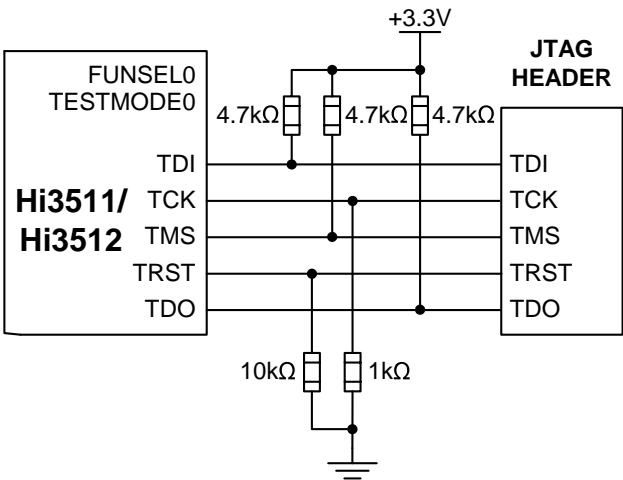 +3.3V
JTAG
HEADER
FUNSEL0
TESTMODE0
4.7kΩ
4.7kΩ
4.7kΩ
TDI
TDI
Hi3511/
Hi3512
TCK
TCK
TMS
TMS
TRST
TRST
TDO
TDO
10kΩ
1kΩ